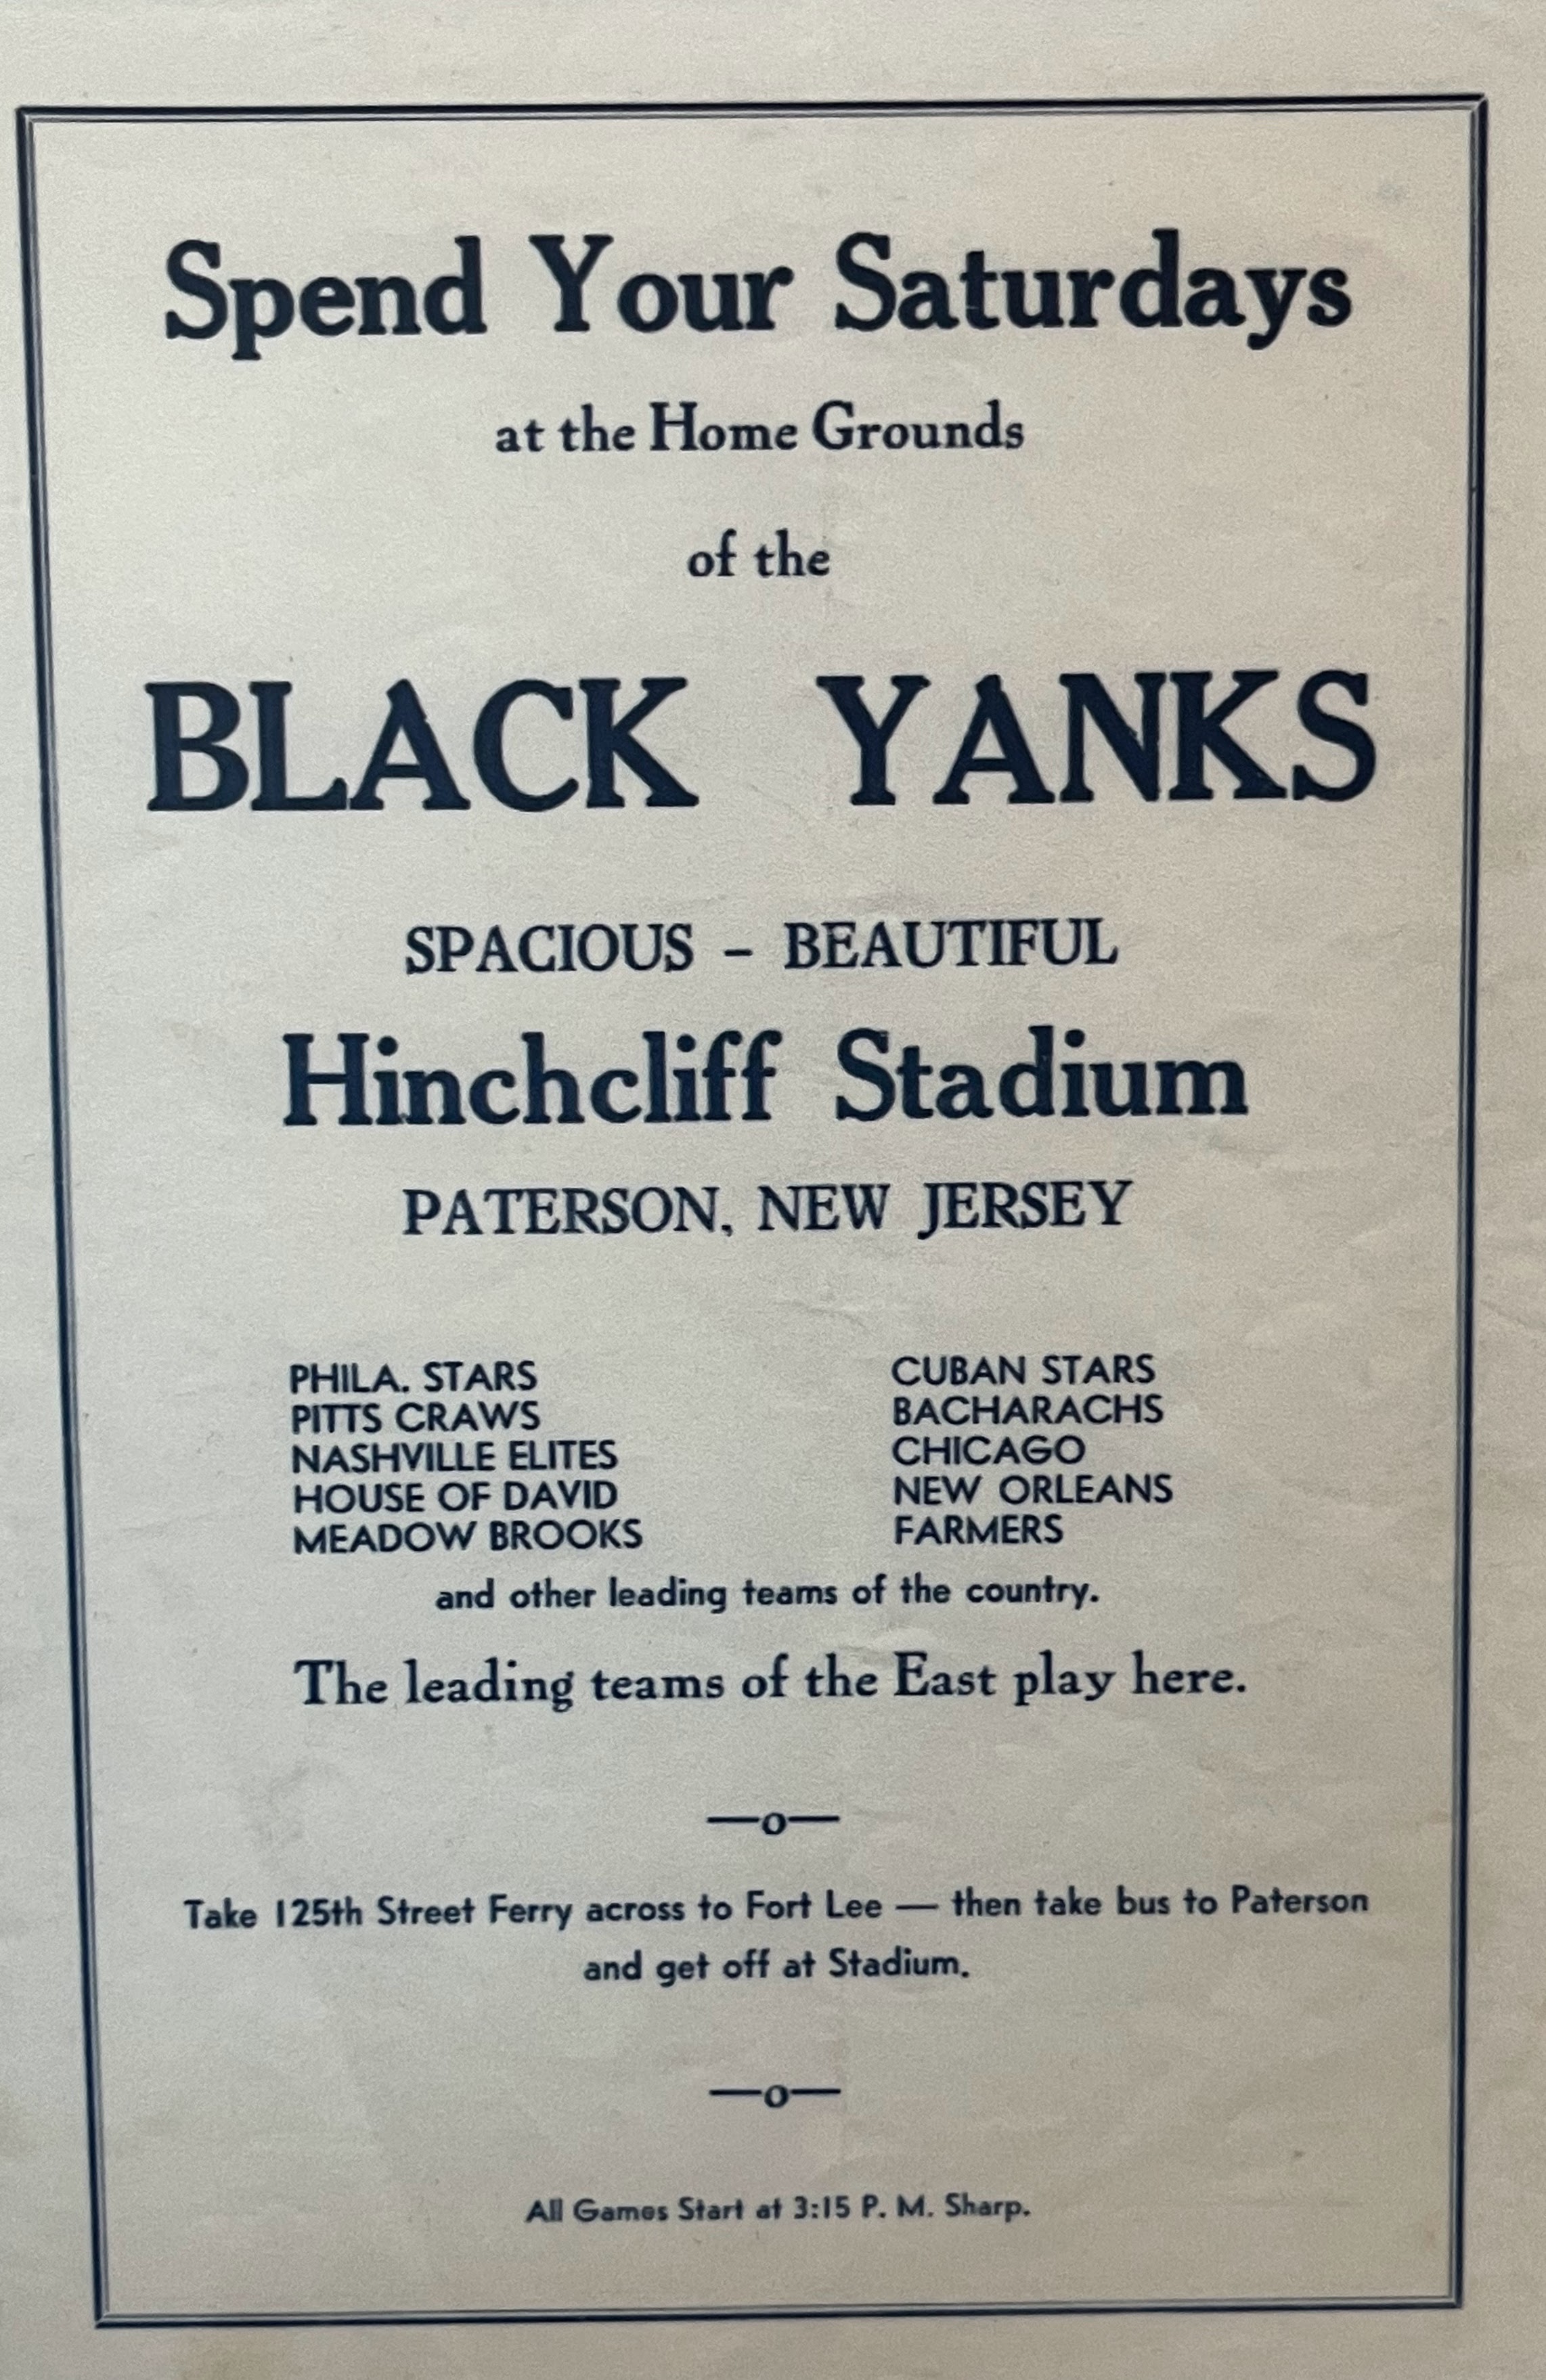 Spend Your Saturdays
at the Home Grounds
of the
BLACK YANKS
SPACIOUS – BEAUTIFUL
Hinchcliff Stadium
PATERSON, NEW JERSEY
PHILA. STARS
PITTS CRAWS
NASHVILLE ELITES
HOUSE OF DAVID
MEADOW BROOKS
CUBAN STARS
BACHARACHS
CHICAGO
NEW ORLEANS
FARMERS
and other leading teams of the country.
The leading teams of the East play here.
—o—
Take 125th Street Ferry across to Fort Lee — then take bus to Paterson
and get off at Stadium.
—o—
All Games Start at 3:15 P. M. Sharp.